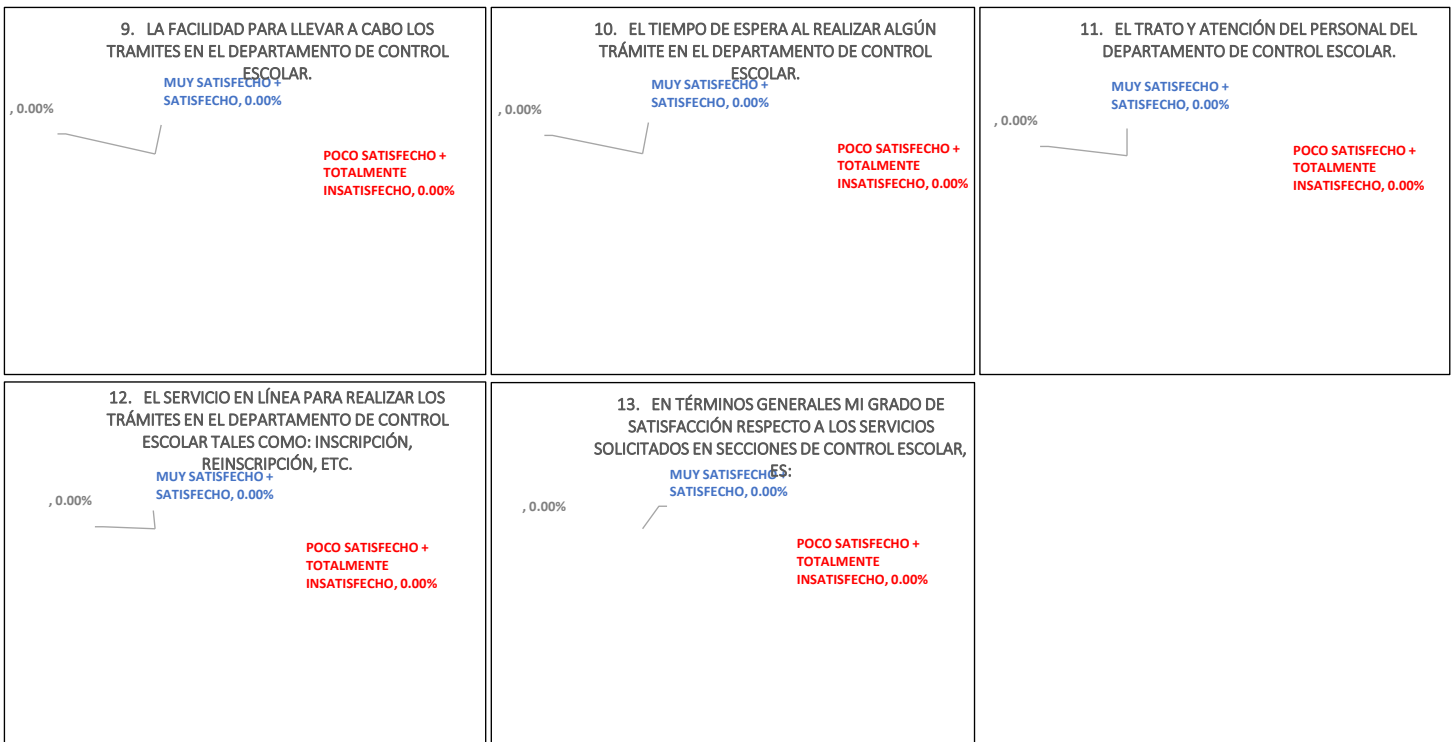 9. LA FACILIDAD PARA LLEVAR A CABO LOS
TRAMITES EN EL DEPARTAMENTO DE CONTROL
ESCOLAR.
MUY SATISFECHO +
SATISFECHO, 0.00%
, 0.00%
POCO SATISFECHO +
TOTALMENTE
INSATISFECHO, 0.00%
10. EL TIEMPO DE ESPERA AL REALIZAR ALGÚN
TRÁMITE EN EL DEPARTAMENTO DE CONTROL
ESCOLAR.
MUY SATISFECHO +
SATISFECHO, 0.00%
, 0.00%
POCO SATISFECHO +
TOTALMENTE
INSATISFECHO, 0.00%
11. EL TRATO Y ATENCIÓN DEL PERSONAL DEL
DEPARTAMENTO DE CONTROL ESCOLAR.
MUY SATISFECHO +
SATISFECHO, 0.00%
, 0.00%
POCO SATISFECHO +
TOTALMENTE
INSATISFECHO, 0.00%
12. EL SERVICIO EN LÍNEA PARA REALIZAR LOS
TRÁMITES EN EL DEPARTAMENTO DE CONTROL
ESCOLAR TALES COMO: INSCRIPCIÓN,
REINSCRIPCIÓN, ETC.
MUY SATISFECHO +
SATISFECHO, 0.00%
, 0.00%
POCO SATISFECHO +
TOTALMENTE
INSATISFECHO, 0.00%
13. EN TÉRMINOS GENERALES MI GRADO DE
SATISFACCIÓN RESPECTO A LOS SERVICIOS
SOLICITADOS EN SECCIONES DE CONTROL ESCOLAR,
ES:
MUY SATISFECHO +
SATISFECHO, 0.00%
, 0.00%
POCO SATISFECHO +
TOTALMENTE
INSATISFECHO, 0.00%